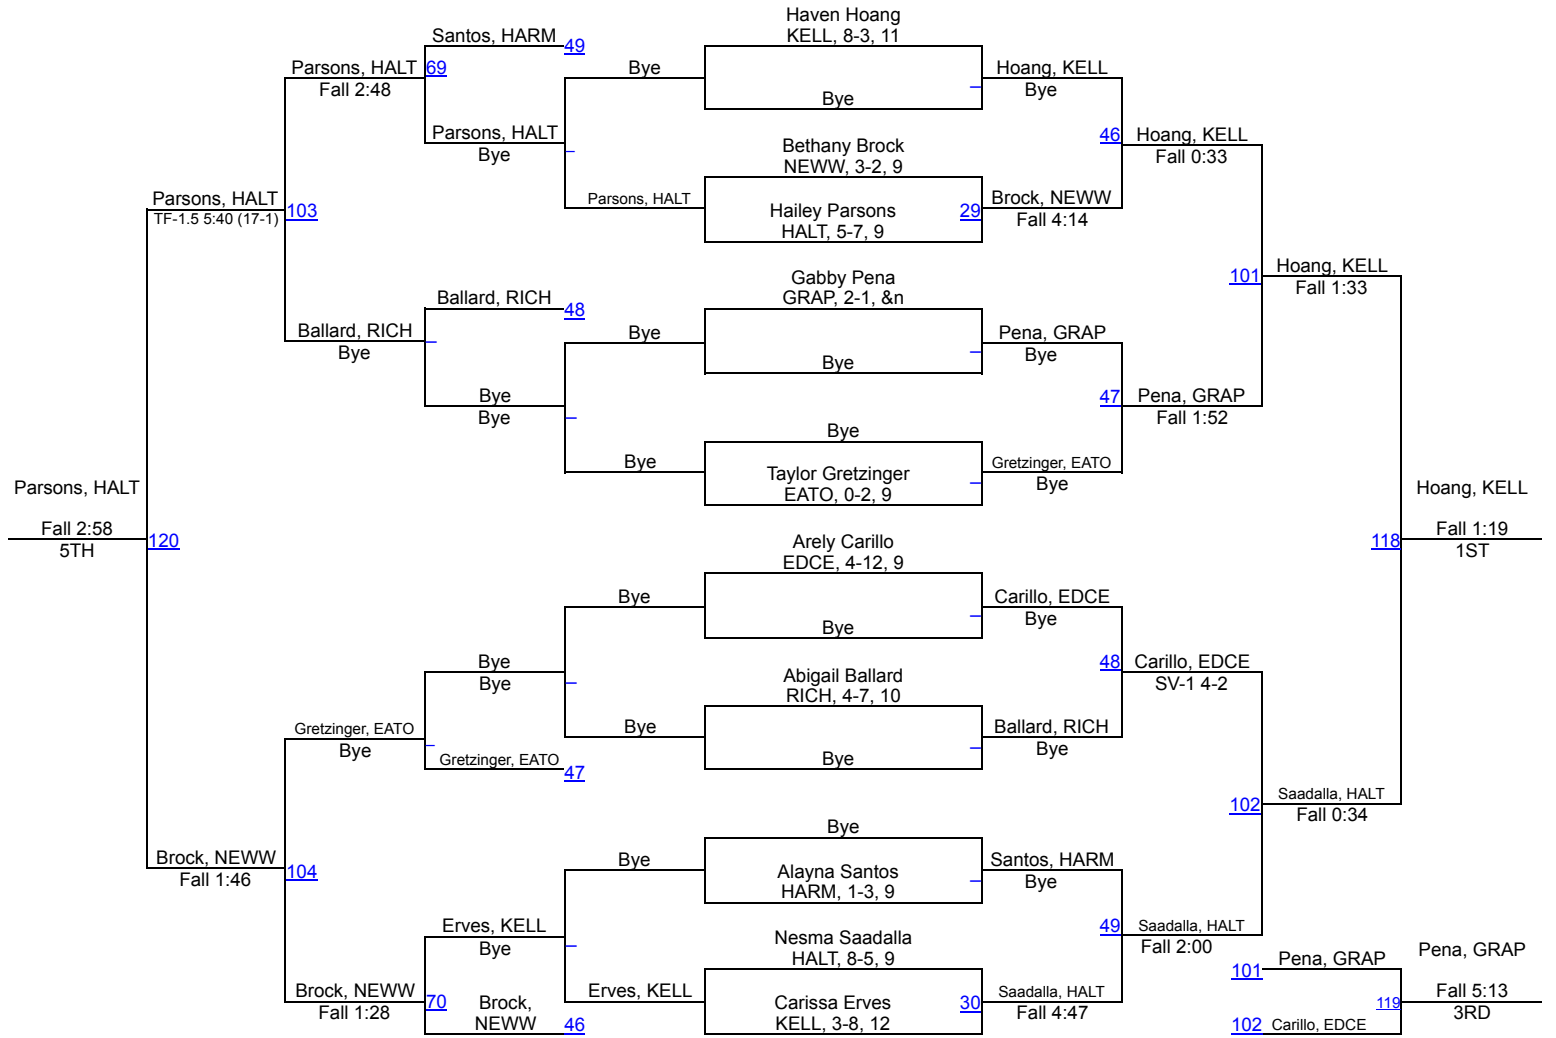 Haven Hoang
KELL, 8-3, 11
Bye
Bethany Brock
NEWW, 3-2, 9
Hailey Parsons
HALT, 5-7, 9
29
Gabby Pena
GRAP, 2-1, &n
Bye
Bye
Taylor Gretzinger
EATO, 0-2, 9
Arely Carillo
EDCE, 4-12, 9
Bye
Abigail Ballard
RICH, 4-7, 10
Bye
Bye
Alayna Santos
HARM, 1-3, 9
Nesma Saadalla
HALT, 8-5, 9
Carissa Erves
KELL, 3-8, 12
30
Hoang, KELL
Bye
46
Brock, NEWW
Fall 4:14
Pena, GRAP
Bye
47
Gretzinger, EATO
Bye
Carillo, EDCE
Bye
48
Ballard, RICH
Bye
Santos, HARM
Bye
49
Saadalla, HALT
Fall 4:47
Hoang, KELL
Fall 0:33
101
Pena, GRAP
Fall 1:52
Carillo, EDCE
SV-1 4-2
102
Saadalla, HALT
Fall 2:00
Hoang, KELL
Fall 1:33
118
Saadalla, HALT
Fall 0:34
Hoang, KELL
Fall 1:19
1ST
101
Pena, GRAP
119
102
Carillo, EDCE
Pena, GRAP
Fall 5:13
3RD
Bye
Parsons, HALT
Bye
Bye
Bye
Bye
Bye
Erves, KELL
Santos, HARM
49
69
Parsons, HALT
Bye
Ballard, RICH
48
Bye
Bye
Bye
Bye
Gretzinger, EATO
47
Erves, KELL
Bye
70
Brock,
NEWW
46
Parsons, HALT
Fall 2:48
103
Ballard, RICH
Bye
Gretzinger, EATO
Bye
104
Brock, NEWW
Fall 1:28
Parsons, HALT
TF-1.5 5:40 (17-1)
120
Brock, NEWW
Fall 1:46
Parsons, HALT
Fall 2:58
5TH